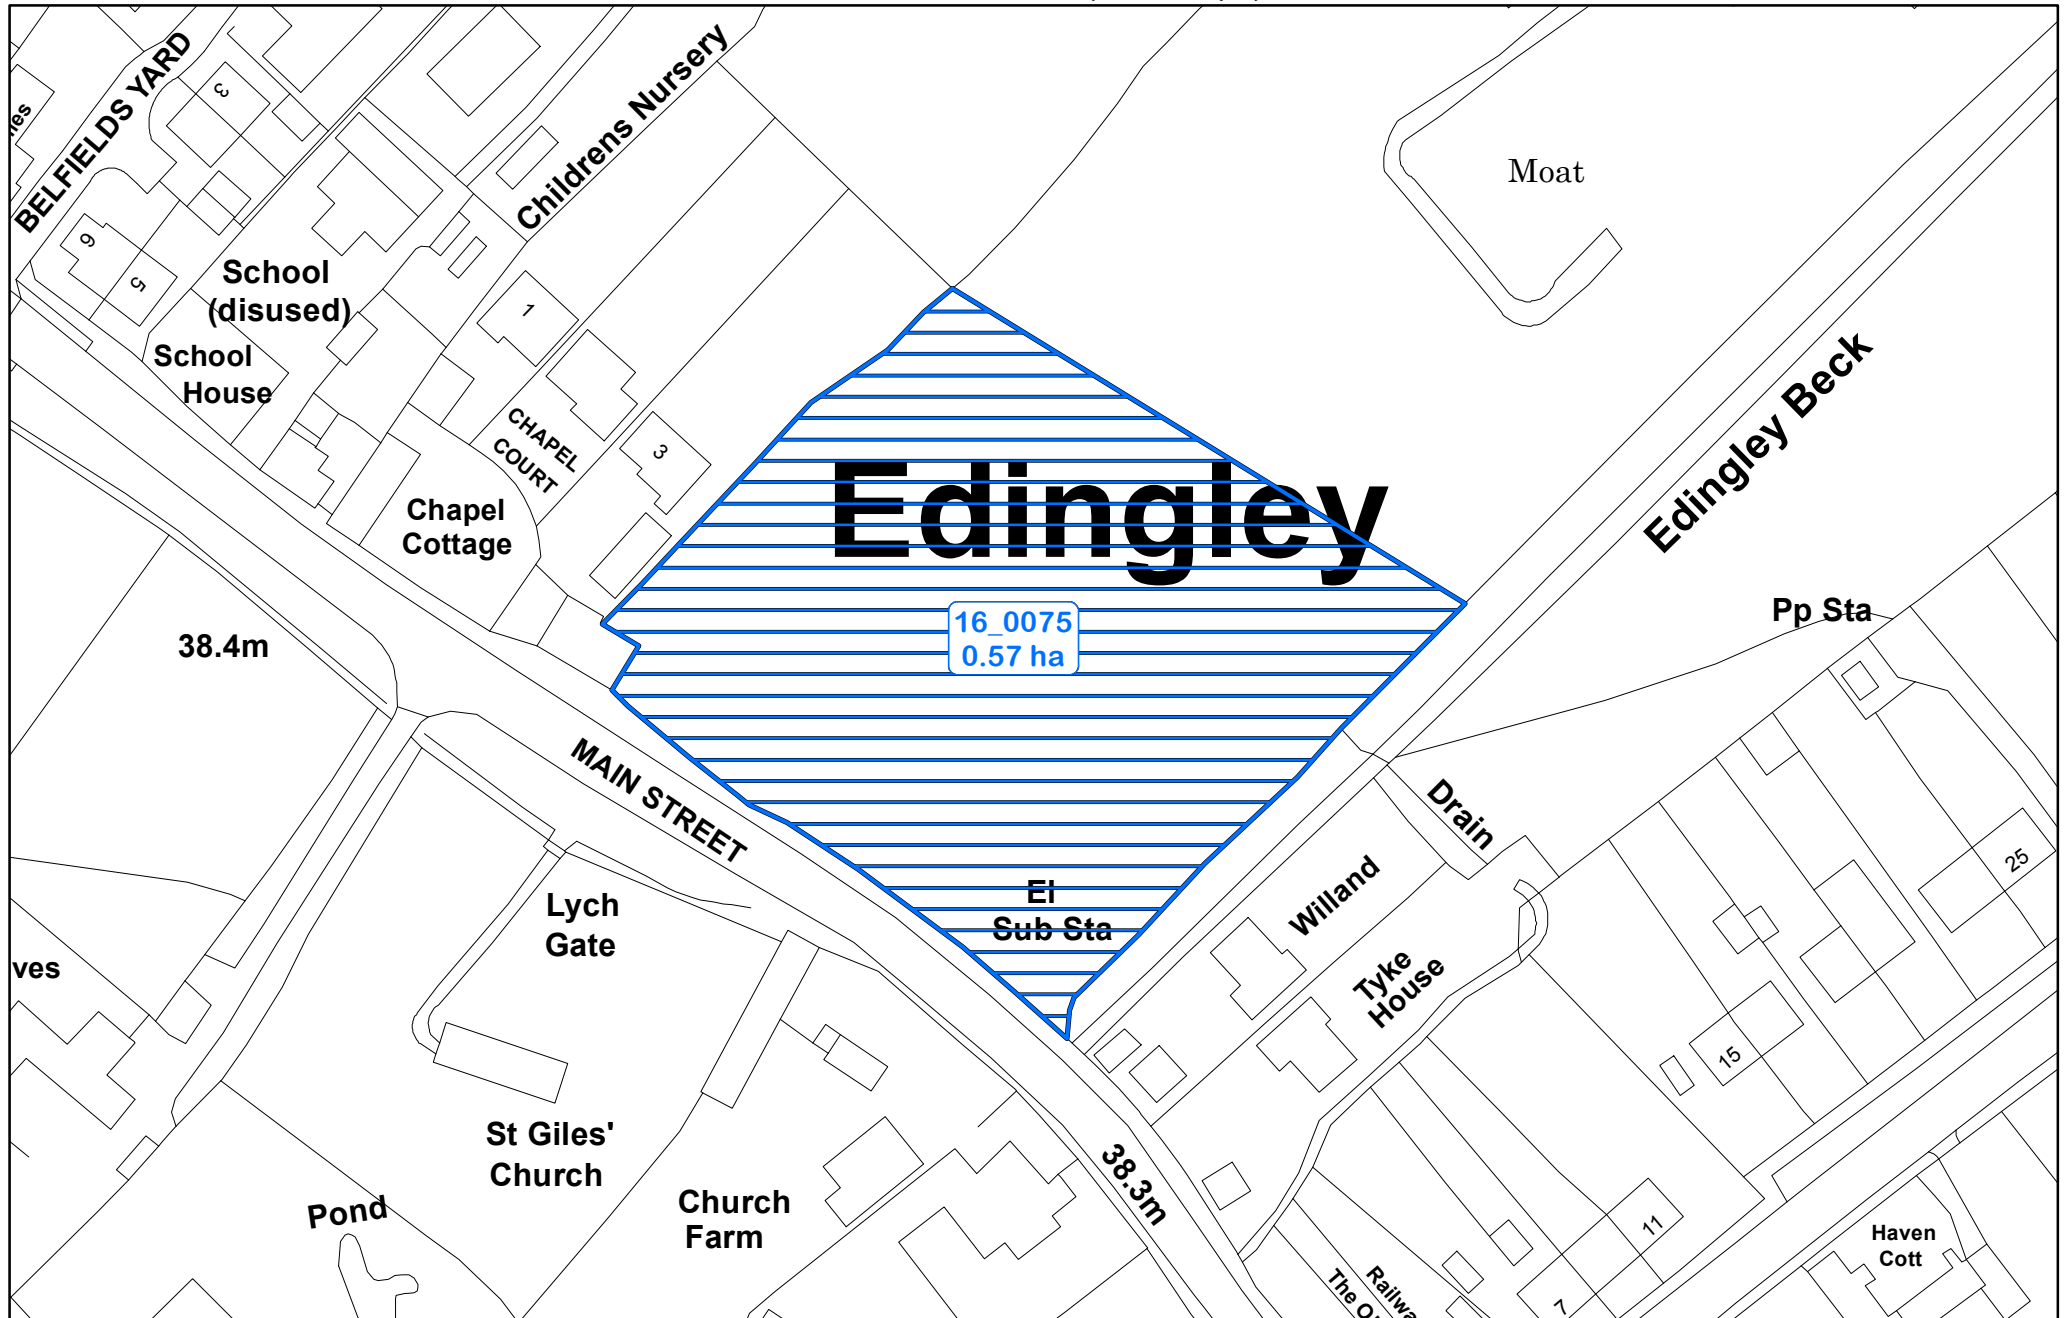 BELFIELDS YARD
3
Childrens Nursery
Moat
6
5
School
(disused)
School
House
1
CHAPEL
COURT
3
Chapel
Cottage
Edingley
Edingley Beck
16_0075
0.57 ha
Pp Sta
38.4m
MAIN STREET
Drain
El
Sub Sta
Willand
Tyke
House
25
15
Lych
Gate
ves
St Giles'
Church
Pond
Church
Farm
38.3m
11
7
Haven
Cott